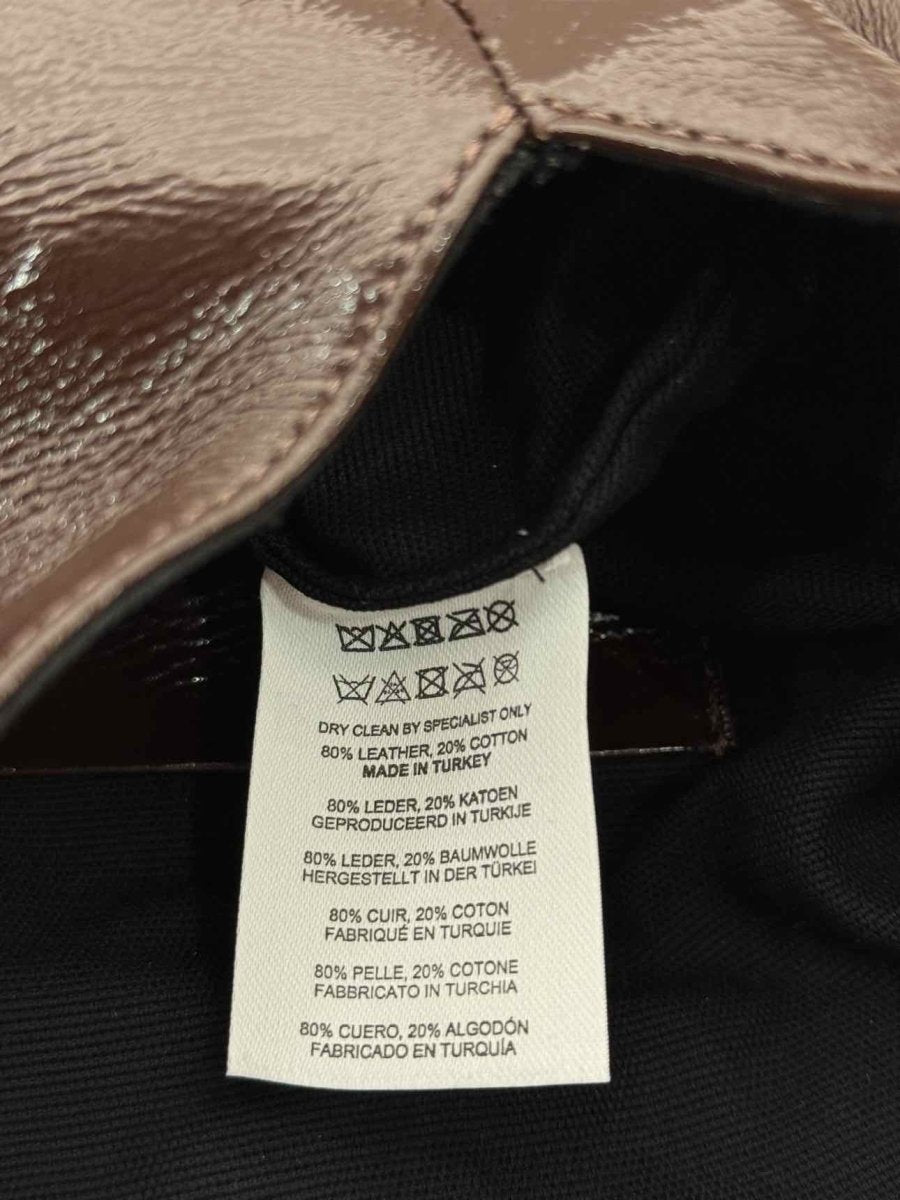 DRY CLEAN BY SPECIALIST ONLY
80% LEATHER, 20% COTTON
MADE IN TURKEY
80% LEDER, 20% KATOEN
GEPRODUCEERD IN TURKIJE
80% LEDER, 20% BAUMWOLLE
HERGESTELLT IN DER TÜRKEI
80% CUIR, 20% COTON
FABRIQUÉ EN TURQUIE
80% PELLE, 20% COTONE
FABBRICATO IN TURCHIA
80% CUERO, 20% ALGODÓN
FABRICADO EN TURQUÍA